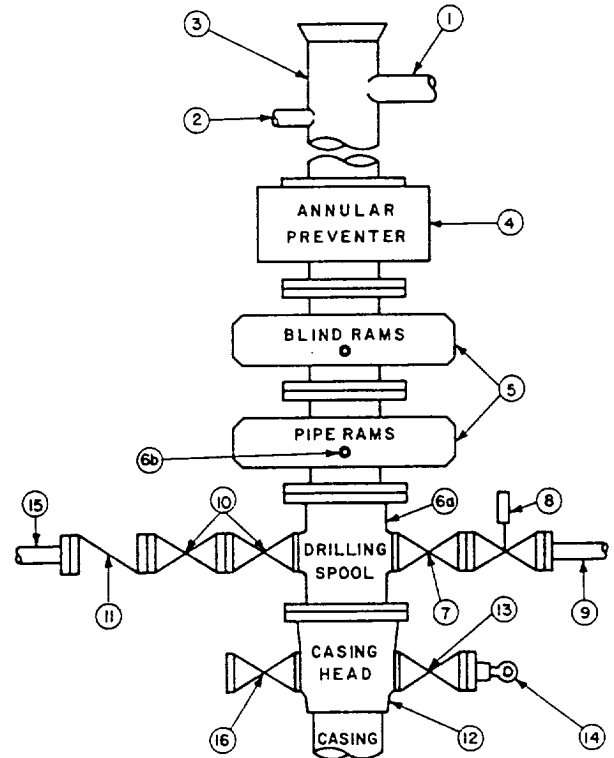 1
3
2
ANNULAR
PREVENTER
4
BLIND RAMS
5
PIPE RAMS
6b
15
10
6a
8
DRILLING
SPOOL
11
7
13
9
CASING
HEAD
16
12
14
CASING